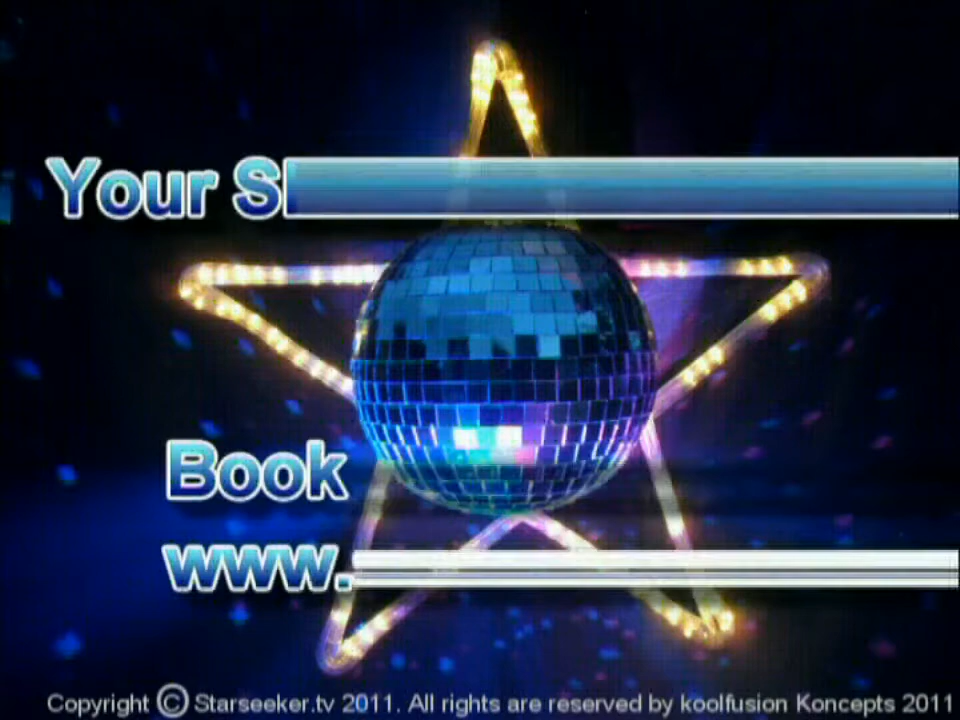 Your S
Book
www.
Copyright © Starseeker.tv 2011. All rights are reserved by koolfusion Koncepts 2011